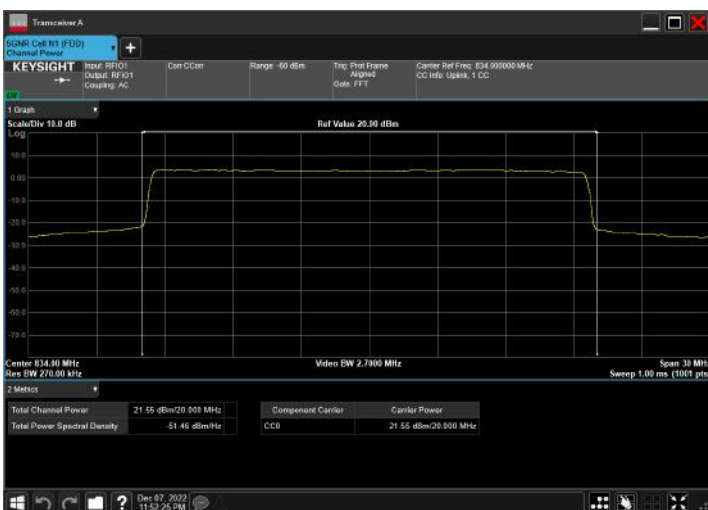 Transceiver A
5GNR Cell N1 (FDD)
Channel Power
KEYSIGHT Input: RFIO1 Corr CCorr Range -60 dBm Trig: Prot Frame Carrier Ref Freq: 834.000000 MHz
Output: RFIO1 Aligned CC Info: Uplink, 1 CC
Coupling: AC Gate: FFT
1 Graph
Scale/Div 10.0 dB Ref Value 20.00 dBm
Log
10.0
0.00
-10.0
-20.0
-30.0
-40.0
-50.0
-60.0
-70.0
Center 834.00 MHz Video BW 2.7000 MHz Span 30 MH
Res BW 270.00 kHz Sweep 1.00 ms (1001 pts
2 Metrics
Total Channel Power 21.55 dBm/20.000 MHz Component Carrier Carrier Power
Total Power Spectral Density -51.46 dBm/Hz CC0 21.55 dBm/20.000 MHz
Dec 07, 2022
11:52:25 PM